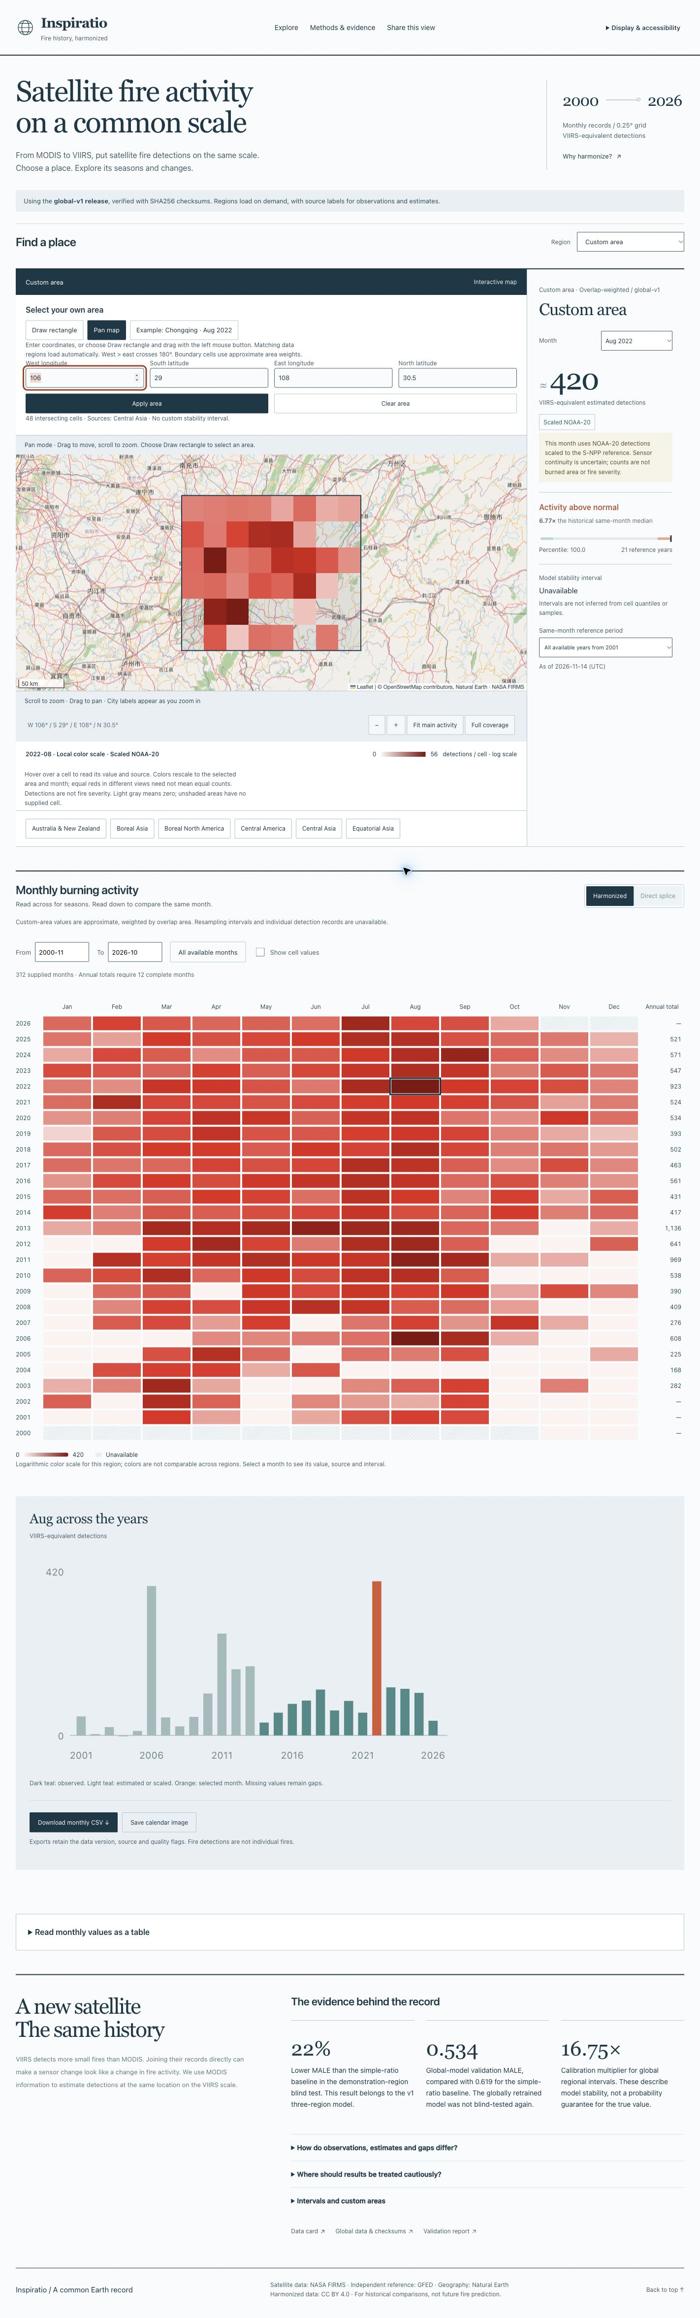 Inspiratio
Fire history, harmonized
Explore
Methods & evidence
Share this view
▶ Display & accessibility
Satellite fire activity
on a common scale
From MODIS to VIIRS, put satellite fire detections on the same scale.
Choose a place. Explore its seasons and changes.
2000
2026
Monthly records / 0.25° grid
VIIRS-equivalent detections
Why harmonize? ↗
Using the global-v1 release, verified with SHA256 checksums. Regions load on demand, with source labels for observations and estimates.
Find a place
Region
Custom area
Custom area
Interactive map
Select your own area
Draw rectangle
Pan map
Example: Chongqing · Aug 2022
Enter coordinates, or choose Draw rectangle and drag with the left mouse button. Matching data
regions load automatically. West > east crosses 180°. Boundary cells use approximate area weights.
West longitude
South latitude
East longitude
North latitude
106
29
108
30.5
Apply area
Clear area
48 intersecting cells · Sources: Central Asia · No custom stability interval.
Pan mode · Drag to move, scroll to zoom. Choose Draw rectangle to select an area.
50 km
Leaflet | © OpenStreetMap contributors, Natural Earth · NASA FIRMS
Scroll to zoom · Drag to pan · City labels appear as you zoom in
W 106° / S 29° / E 108° / N 30.5°
−
+
Fit main activity
Full coverage
2022-08 · Local color scale · Scaled NOAA-20
0
56 detections / cell · log scale
Hover over a cell to read its value and source. Colors rescale to the selected
area and month; equal reds in different views need not mean equal counts.
Detections are not fire severity. Light gray means zero; unshaded areas have no
supplied cell.
Australia & New Zealand
Boreal Asia
Boreal North America
Central America
Central Asia
Equatorial Asia
Custom area · Overlap-weighted / global-v1
Custom area
Month
Aug 2022
≈420
VIIRS-equivalent estimated detections
Scaled NOAA-20
This month uses NOAA-20 detections
scaled to the S-NPP reference. Sensor
continuity is uncertain; counts are not
burned area or fire severity.
Activity above normal
6.77× the historical same-month median
Percentile: 100.0
21 reference years
Model stability interval
Unavailable
Intervals are not inferred from cell quantiles or
samples.
Same-month reference period
All available years from 2001
As of 2026-11-14 (UTC)
Monthly burning activity
Read across for seasons. Read down to compare the same month.
Harmonized
Direct splice
Custom-area values are approximate, weighted by overlap area. Resampling intervals and individual detection records are unavailable.
From
2000-11
To
2026-10
All available months
Show cell values
312 supplied months · Annual totals require 12 complete months
Jan Feb Mar Apr May Jun Jul Aug Sep Oct Nov Dec Annual total
2026 —
2025 521
2024 571
2023 547
2022 923
2021 524
2020 534
2019 393
2018 502
2017 463
2016 561
2015 431
2014 417
2013 1,136
2012 641
2011 969
2010 538
2009 390
2008 409
2007 276
2006 608
2005 225
2004 168
2003 282
2002 —
2001 —
2000 —
0
420
Unavailable
Logarithmic color scale for this region; colors are not comparable across regions. Select a month to see its value, source and interval.
Aug across the years
VIIRS-equivalent detections
420
0
2001 2006 2011 2016 2021 2026
Dark teal: observed. Light teal: estimated or scaled. Orange: selected month. Missing values remain gaps.
Download monthly CSV ↓
Save calendar image
Exports retain the data version, source and quality flags. Fire detections are not individual fires.
▶ Read monthly values as a table
A new satellite
The same history
VIIRS detects more small fires than MODIS. Joining their records directly can
make a sensor change look like a change in fire activity. We use MODIS
information to estimate detections at the same location on the VIIRS scale.
The evidence behind the record
22%
Lower MALE than the simple-ratio
baseline in the demonstration-region
blind test. This result belongs to the v1
three-region model.
0.534
Global-model validation MALE,
compared with 0.619 for the simple-
ratio baseline. The globally retrained
model was not blind-tested again.
16.75×
Calibration multiplier for global
regional intervals. These describe
model stability, not a probability
guarantee for the true value.
▶ How do observations, estimates and gaps differ?
▶ Where should results be treated cautiously?
▶ Intervals and custom areas
Data card ↗
Global data & checksums ↗
Validation report ↗
Inspiratio / A common Earth record
Satellite data: NASA FIRMS · Independent reference: GFED · Geography: Natural Earth
Harmonized data: CC BY 4.0 · For historical comparisons, not future fire prediction.
Back to top ↑